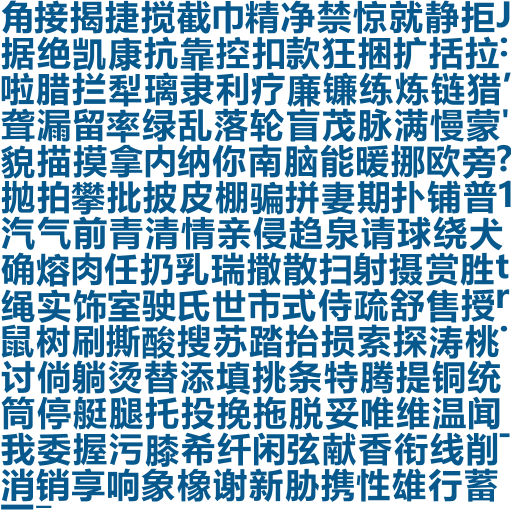 角接揭捷搅截巾精净禁惊就静拒J
据绝凯康抗靠控扣款狂捆扩括拉:
啦腊拦犁璃隶利疗廉镰练炼链猎’
聋漏留率绿乱落轮盲茂脉满慢蒙'
貌描摸拿内纳你南脑能暖挪欧旁?
抛拍攀批披皮棚骗拼妻期扑铺普1
汽气前青清情亲侵趋泉请球绕犬
确熔肉任扔乳瑞撒散扫射摄赏胜t
绳实饰室驶氏世市式侍疏舒售授r
鼠树刷撕酸搜苏踏抬损索探涛桃·
讨倘躺烫替添填挑条特腾提铜统
筒停艇腿托投挽拖脱妥唯维温闻
我委握污膝希纤闲弦献香衔线削-
消销享响象橡谢新胁携性雄行蓄